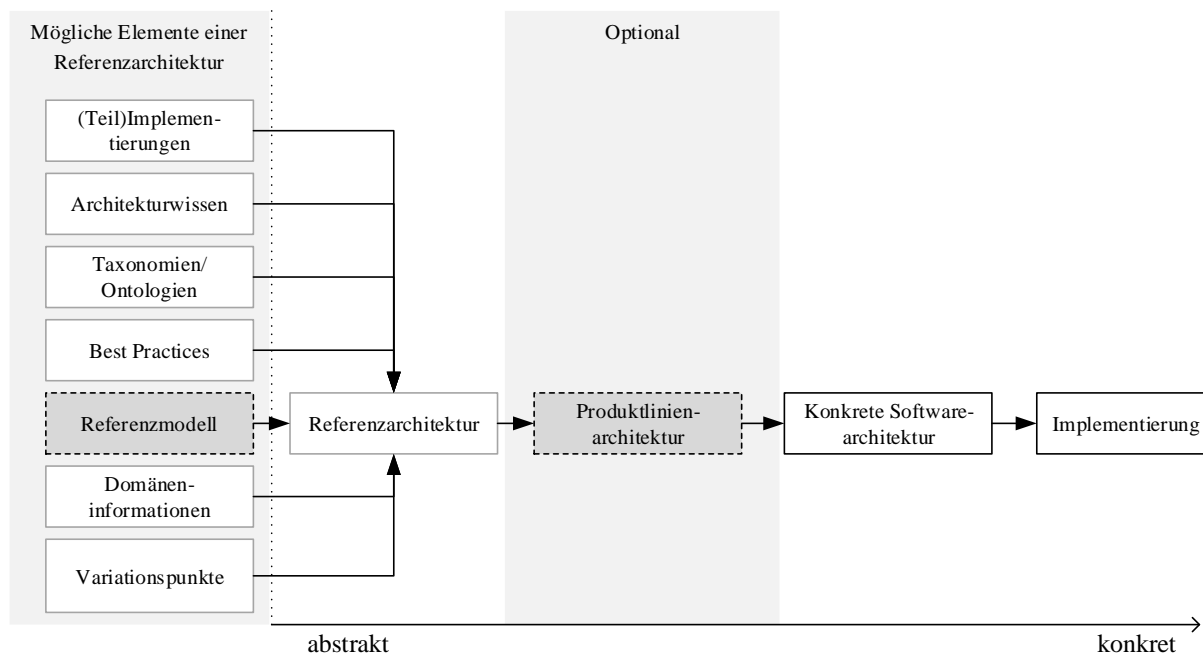 Mögliche Elemente einer
Referenzarchitektur
Optional
(Teil)Implemen-
tierungen
Architekturwissen
Taxonomien/
Ontologien
Best Practices
Referenzmodell
Referenzarchitektur
Produktlinien-
architektur
Konkrete Software-
architektur
Implementierung
Domänen-
informationen
Variationspunkte
abstrakt
konkret